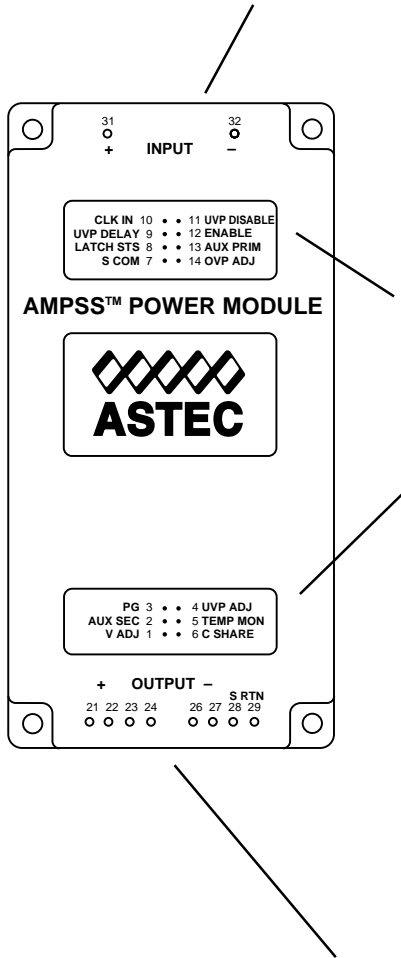 31 32
+ INPUT –
CLK IN 10 • • 11 UVP DISABLE
UVP DELAY 9 • • 12 ENABLE
LATCH STS 8 • • 13 AUX PRIM
S COM 7 • • 14 OVP ADJ
AMPSS™ POWER MODULE
ASTEC
PG 3 • • 4 UVP ADJ
AUX SEC 2 • • 5 TEMP MON
V ADJ 1 • • 6 C SHARE
+ OUTPUT –
S RTN
21 22 23 24 26 27 28 29